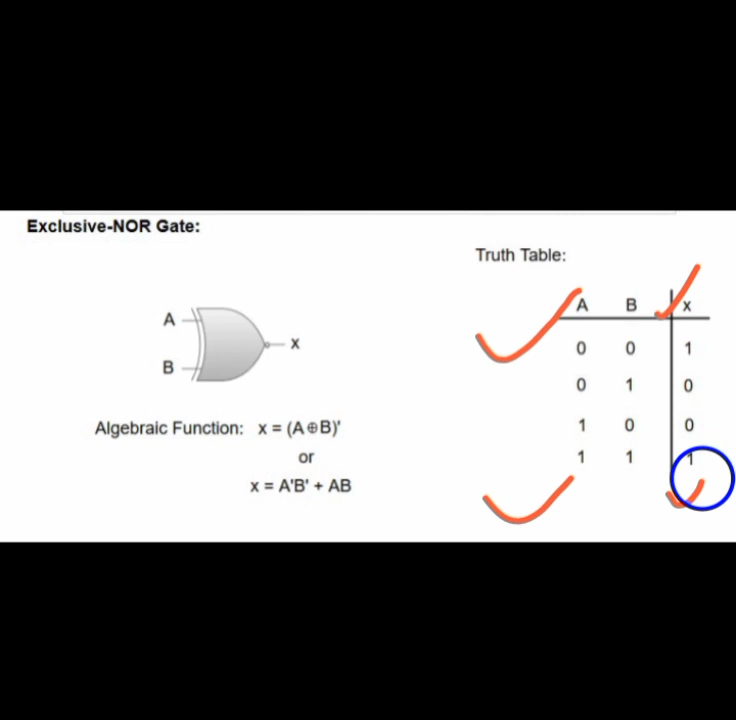 Exclusive-NOR Gate:
Truth Table:
A B x
A
0 0 1
x
B
0 1 0
Algebraic Function: x = (A⊕B)'
1 0 0
or
1 1 1
x = A'B' + AB